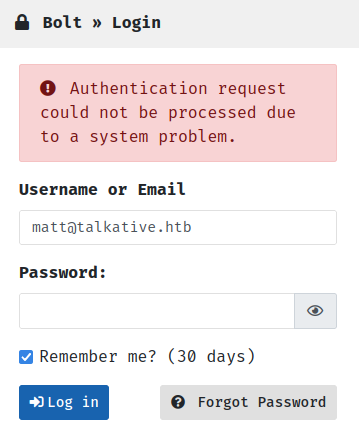 Bolt » Login
Authentication request
could not be processed due
to a system problem.
Username or Email
matt@talkative.htb
Password:
Remember me? (30 days)
Log in
Forgot Password